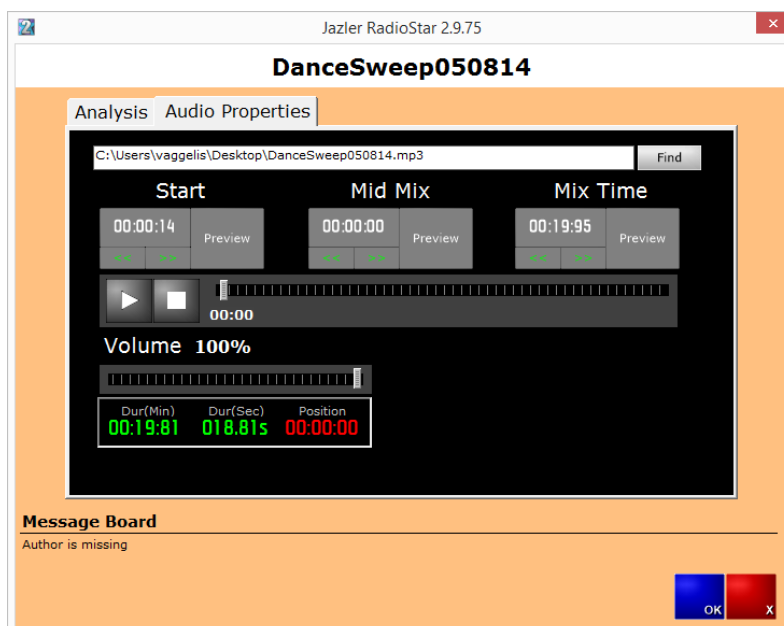 Jazler RadioStar 2.9.75
x
DanceSweep050814
Analysis Audio Properties
C:\Users\vaggelis\Desktop\DanceSweep050814.mp3 Find
Start Mid Mix Mix Time
00:00:14 Preview 00:00:00 Preview 00:19:95 Preview
<< >> << >> << >>
00:00
Volume 100%
Dur(Min) Dur(Sec) Position
00:19:81 018.81s 00:00:00
Message Board
Author is missing
OK X